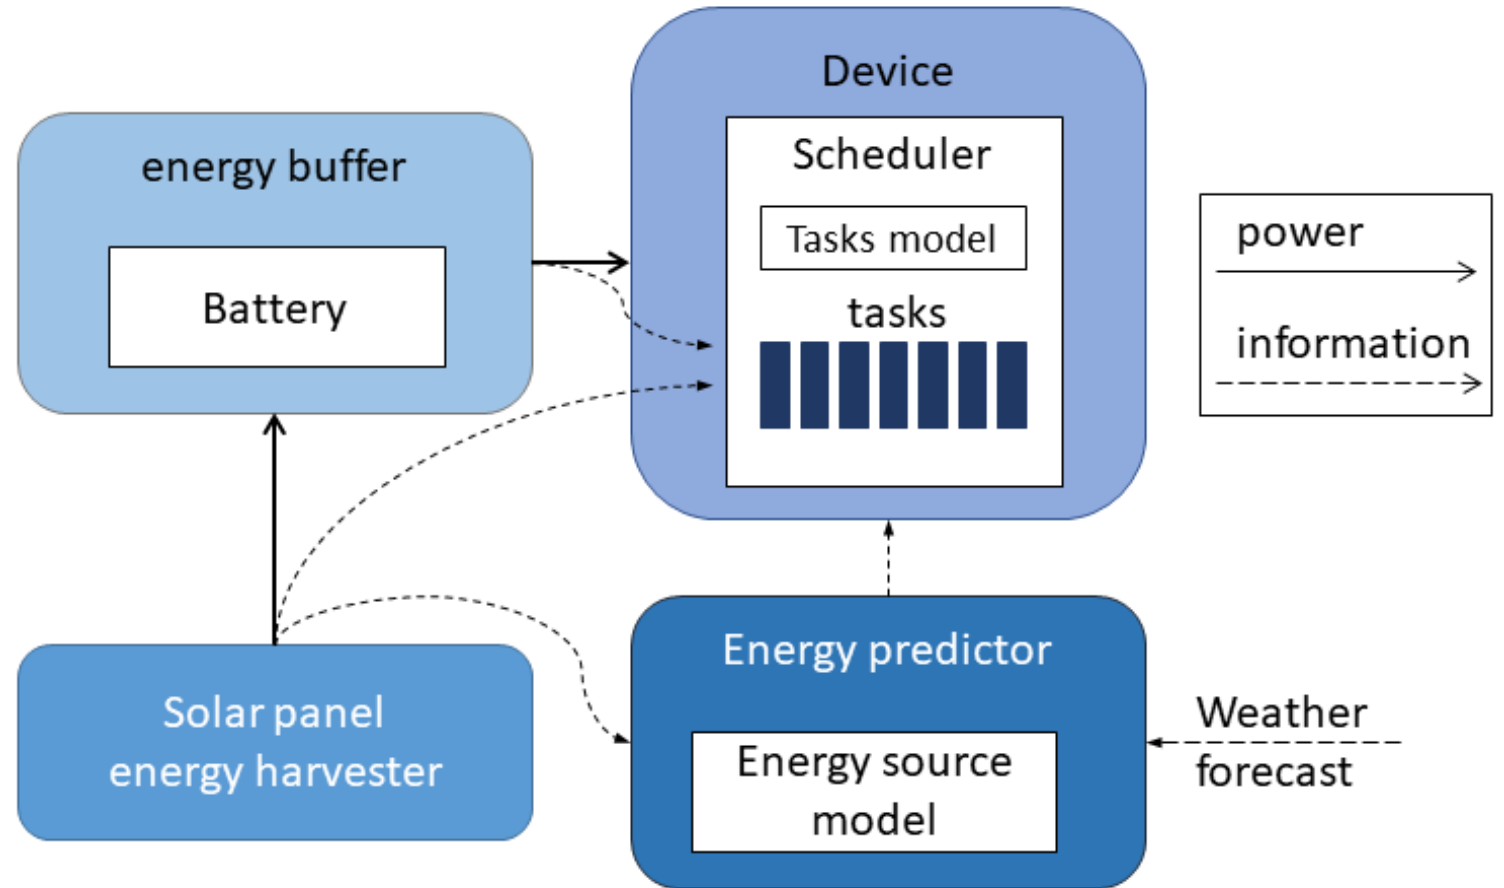 Device
Scheduler
Tasks model
tasks
energy buffer
Battery
power
information
Solar panel
energy harvester
Energy predictor
Energy source
model
Weather
forecast